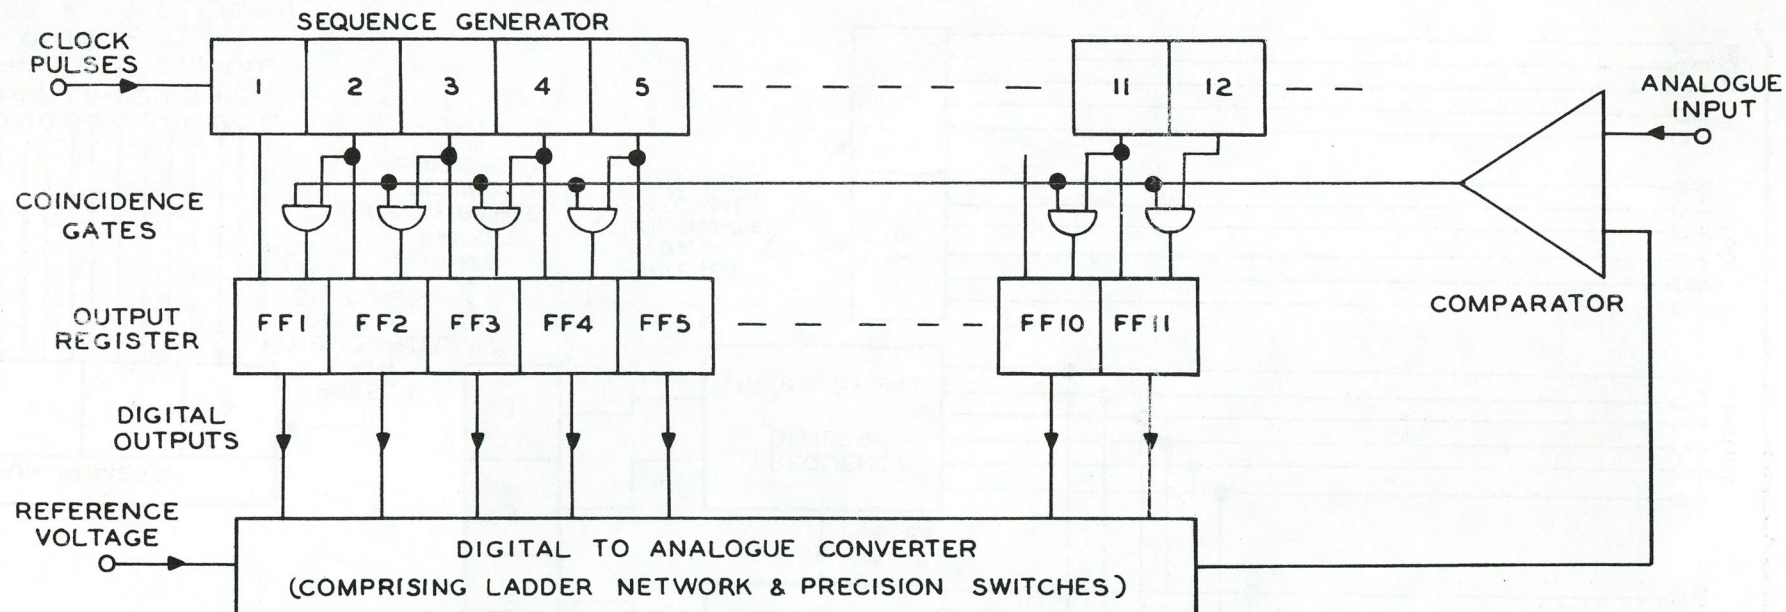 SEQUENCE GENERATOR
CLOCK
PULSES
1 2 3 4 5 11 12
ANALOGUE
INPUT
COINCIDENCE
GATES
COMPARATOR
OUTPUT
REGISTER
FF1 FF2 FF3 FF4 FF5 FF10 FF11
DIGITAL
OUTPUTS
REFERENCE
VOLTAGE
DIGITAL TO ANALOGUE CONVERTER
(COMPRISING LADDER NETWORK & PRECISION SWITCHES)